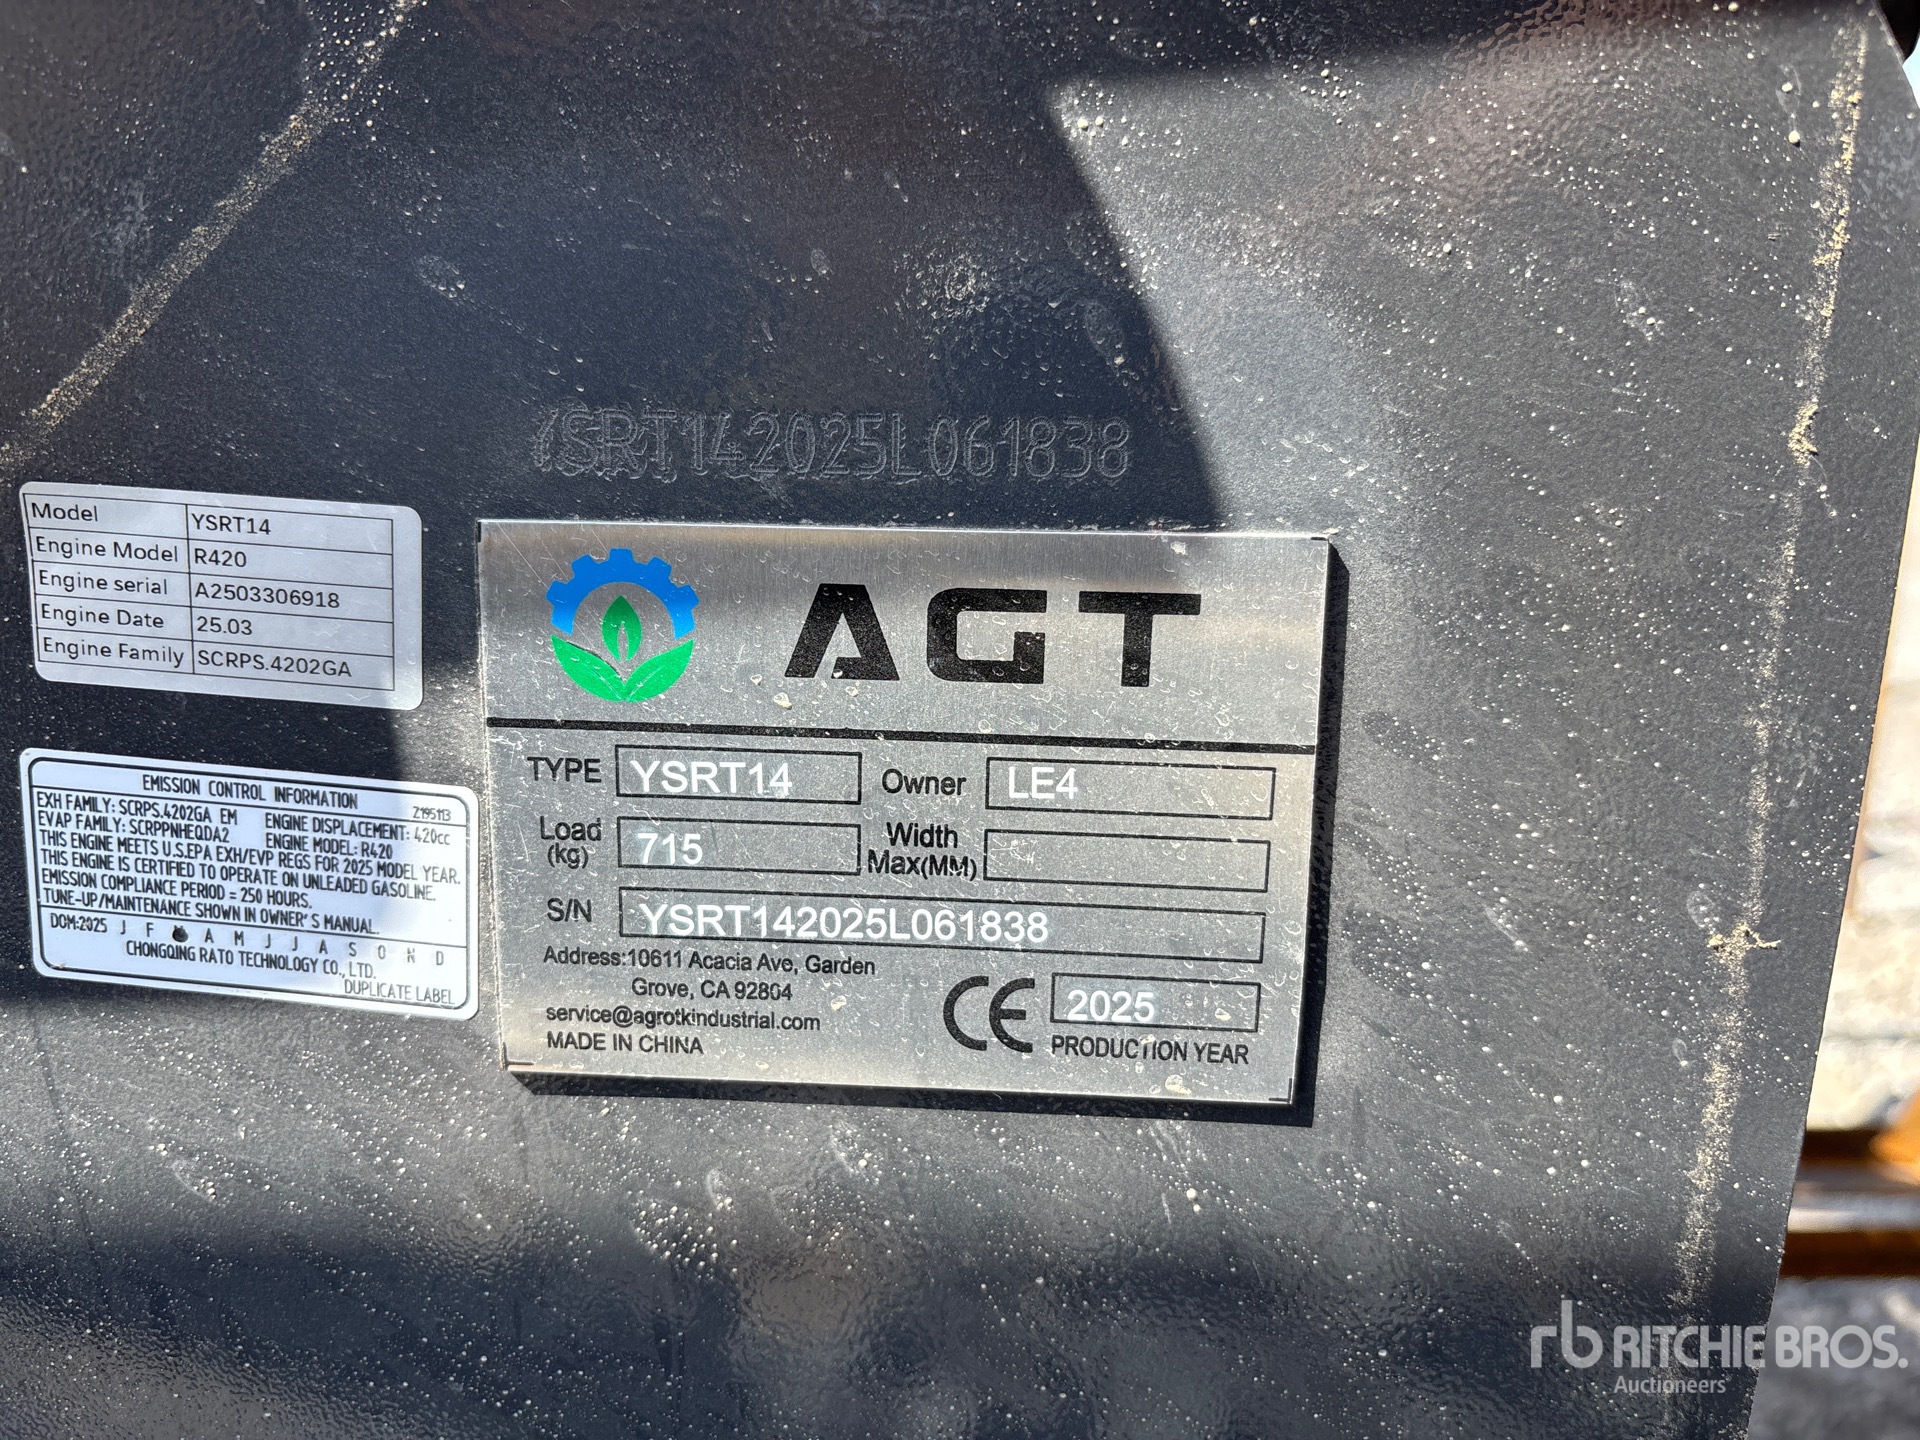 YSRT142025L061838
Model YSRT14
Engine Model R420
Engine serial A2503306918
Engine Date 25.03
Engine Family SCRPS.4202GA
EMISSION CONTROL INFORMATION
EXH FAMILY: SCRPS.4202GA EM Z195113
EVAP FAMILY: SCRPPNHEQDA2 ENGINE DISPLACEMENT: 420cc
ENGINE MODEL: R420
THIS ENGINE MEETS U.S.EPA EXH/EVP REGS FOR 2025 MODEL YEAR.
THIS ENGINE IS CERTIFIED TO OPERATE ON UNLEADED GASOLINE.
EMISSION COMPLIANCE PERIOD = 250 HOURS.
TUNE-UP/MAINTENANCE SHOWN IN OWNER'S MANUAL.
DOM:2025 J F A M J J A S O N D
CHONGQING RATO TECHNOLOGY CO., LTD.
DUPLICATE LABEL
AGT
TYPE YSRT14 Owner LE4
Load (kg) 715 Width Max(MM)
S/N YSRT142025L061838
Address:10611 Acacia Ave, Garden
Grove, CA 92804
service@agrotkindustrial.com
MADE IN CHINA
CE 2025
PRODUCTION YEAR
rb RITCHIE BROS.
Auctioneers